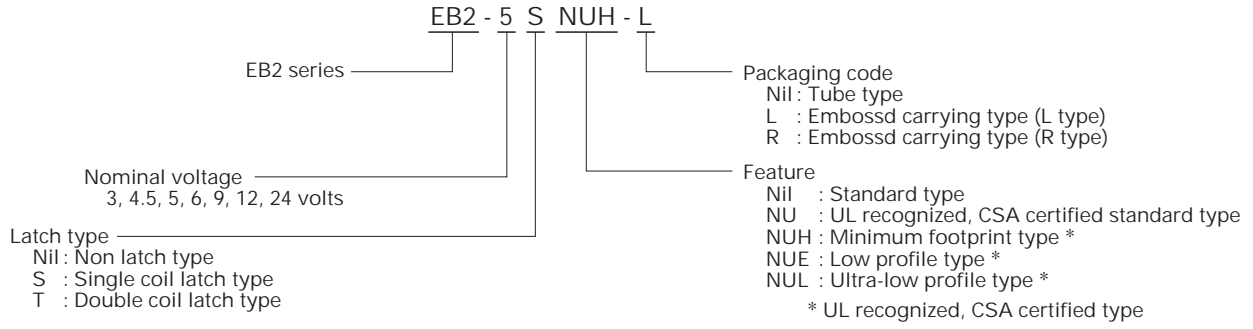 EB2 - 5 S NUH - L
EB2 series
Nominal voltage
3, 4.5, 5, 6, 9, 12, 24 volts
Latch type
Nil : Non latch type
S : Single coil latch type
T : Double coil latch type
Packaging code
Nil : Tube type
L : Embossd carrying type (L type)
R : Embossd carrying type (R type)
Feature
Nil : Standard type
NU : UL recognized, CSA certified standard type
NUH : Minimum footprint type *
NUE : Low profile type *
NUL : Ultra-low profile type *
* UL recognized, CSA certified type